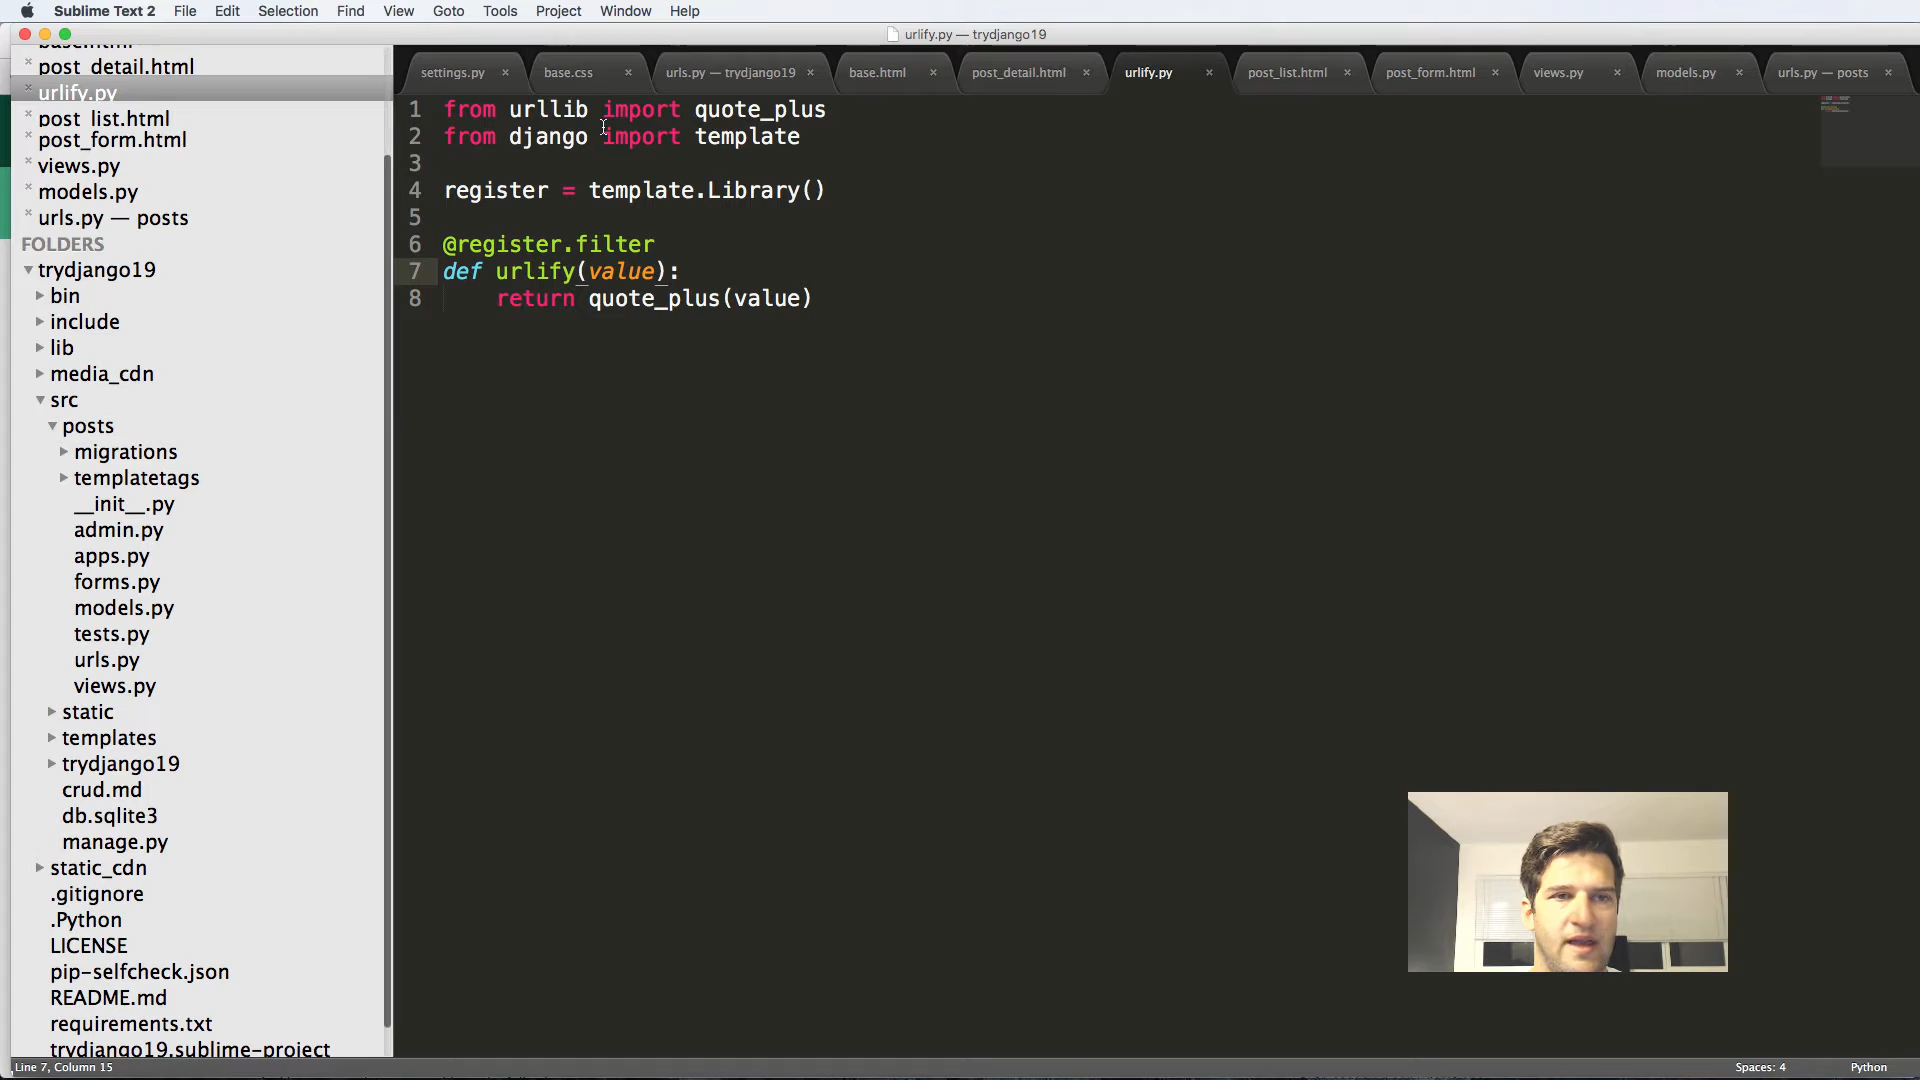 Sublime Text 2 File Edit Selection Find View Goto Tools Project Window Help
urlify.py — trydjango19
settings.py base.css urls.py — trydjango19 base.html post_detail.html urlify.py post_list.html post_form.html views.py models.py urls.py — posts
base.html
post_detail.html
urlify.py
post_list.html
post_form.html
views.py
models.py
urls.py — posts
FOLDERS
trydjango19
bin
include
lib
media_cdn
src
posts
migrations
templatetags
__init__.py
admin.py
apps.py
forms.py
models.py
tests.py
urls.py
views.py
static
templates
trydjango19
crud.md
db.sqlite3
manage.py
static_cdn
.gitignore
.Python
LICENSE
pip-selfcheck.json
README.md
requirements.txt
trydjango19.sublime-project
1 from urllib import quote_plus
2 from django import template
3
4 register = template.Library()
5
6 @register.filter
7 def urlify(value):
8 return quote_plus(value)
Line 7, Column 15
Spaces: 4
Python